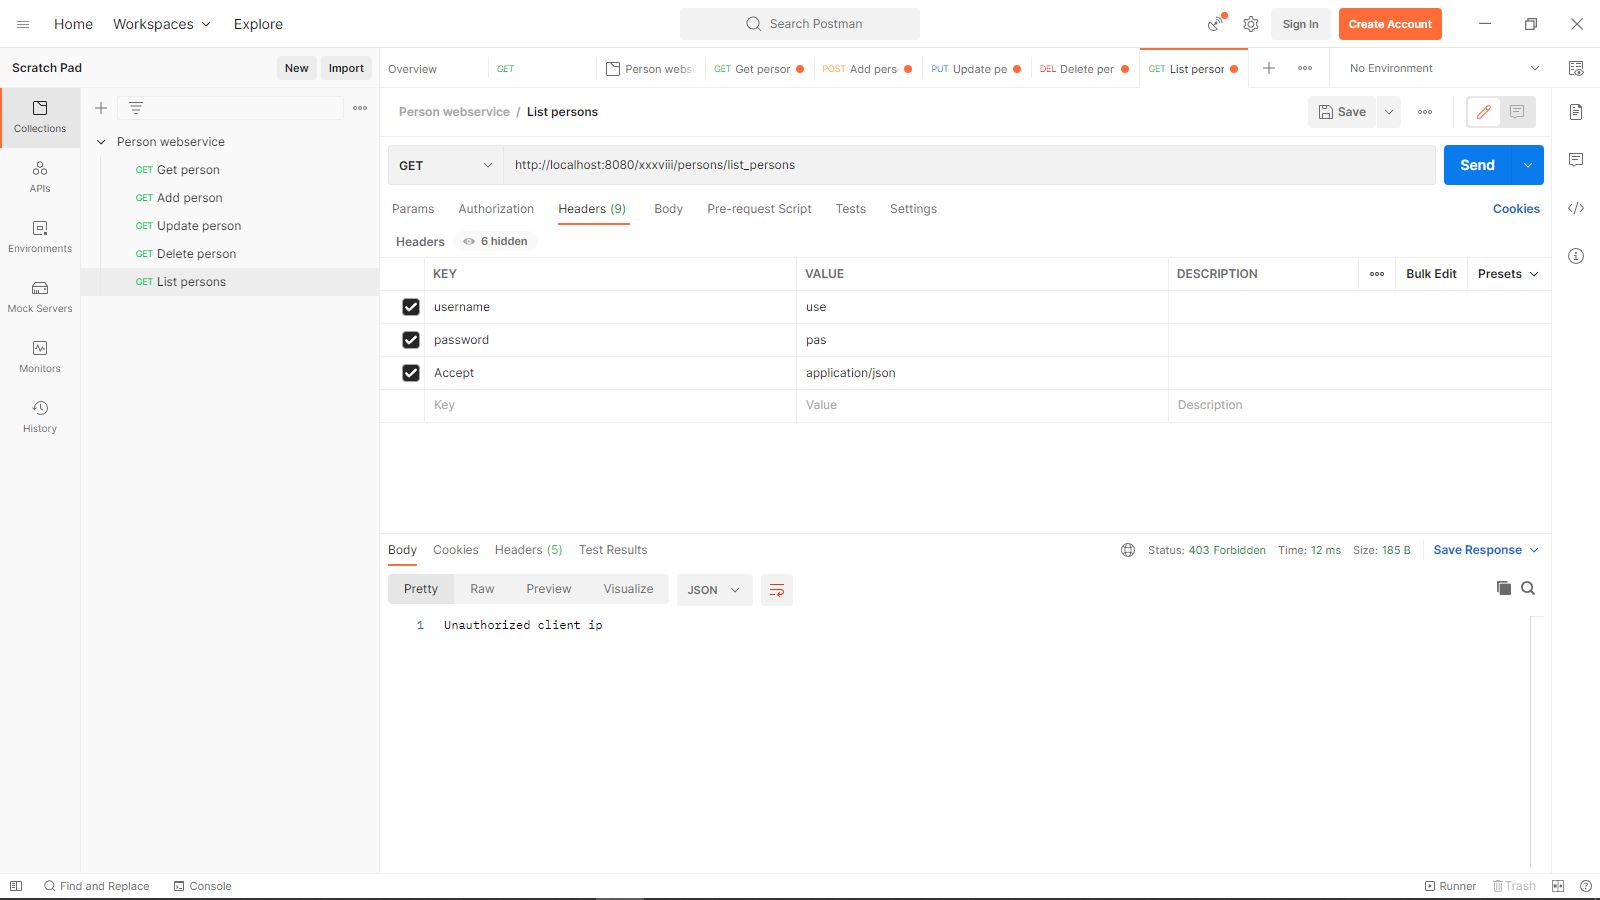 Home Workspaces Explore Search Postman Sign In Create Account
Scratch Pad New Import
Overview GET Person webs GET Get person POST Add pers PUT Update pe DEL Delete per GET List person No Environment
Collections
APIs
Environments
Mock Servers
Monitors
History
Person webservice
GET Get person
GET Add person
GET Update person
GET Delete person
GET List persons
Person webservice / List persons Save
GET http://localhost:8080/xxxviii/persons/list_persons Send
Params Authorization Headers (9) Body Pre-request Script Tests Settings Cookies
Headers 6 hidden
KEY VALUE DESCRIPTION Bulk Edit Presets
username use
password pas
Accept application/json
Key Value Description
Body Cookies Headers (5) Test Results Status: 403 Forbidden Time: 12 ms Size: 185 B Save Response
Pretty Raw Preview Visualize JSON
1 Unauthorized client ip
Find and Replace Console Runner Trash